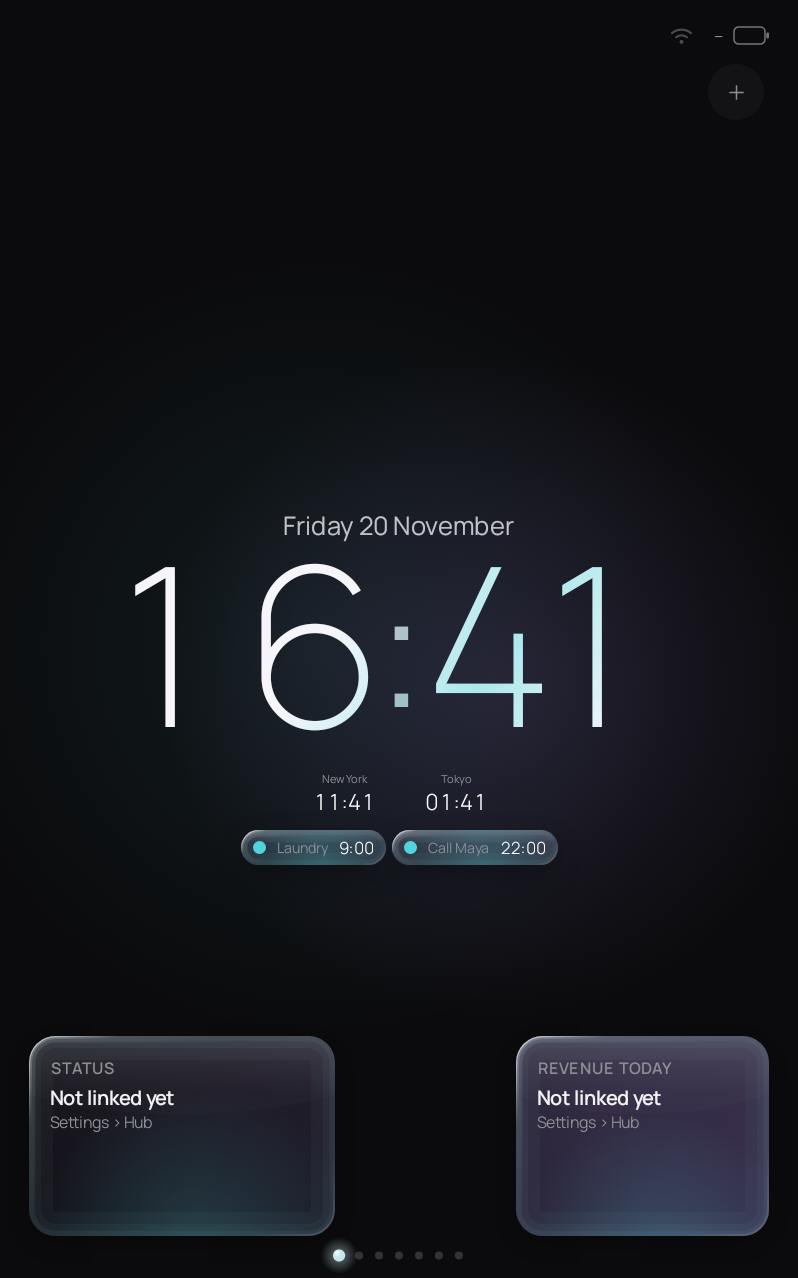 Friday 20 November
16:41
New York Tokyo
11:41 01:41
Laundry 9:00 Call Maya 22:00
STATUS REVENUE TODAY
Not linked yet Not linked yet
Settings > Hub Settings > Hub